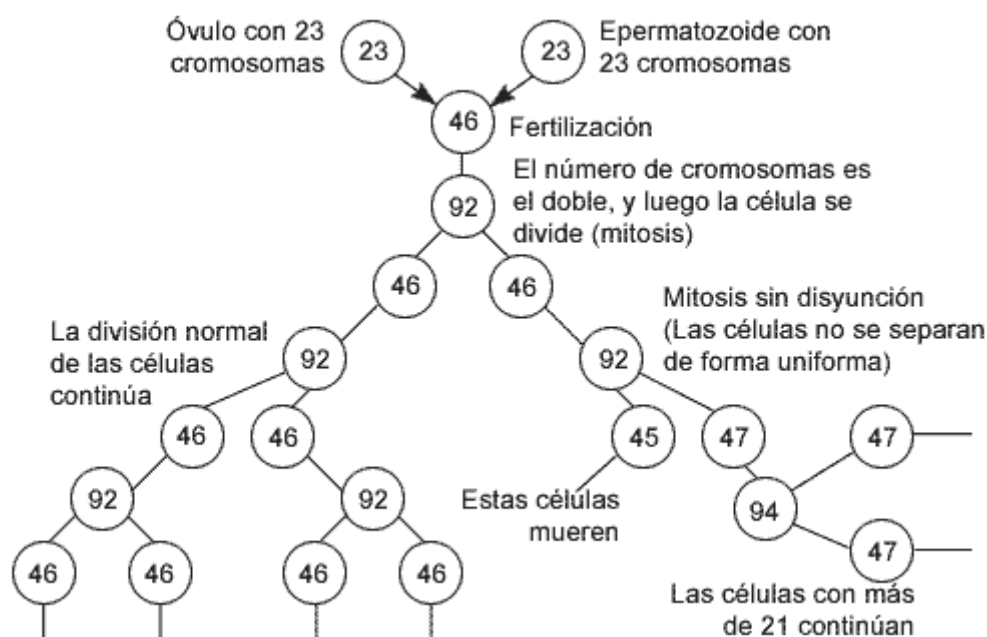 Óvulo con 23
cromosomas
23
23
Epermatozoide con
23 cromosomas
46
Fertilización
El número de cromosomas es
el doble, y luego la célula se
divide (mitosis)
92
46
46
Mitosis sin disyunción
(Las células no se separan
de forma uniforma)
La división normal
de las células
continúa
92
92
46
46
45
47
47
92
92
Estas células
mueren
94
46
46
46
46
47
Las células con más
de 21 continúan